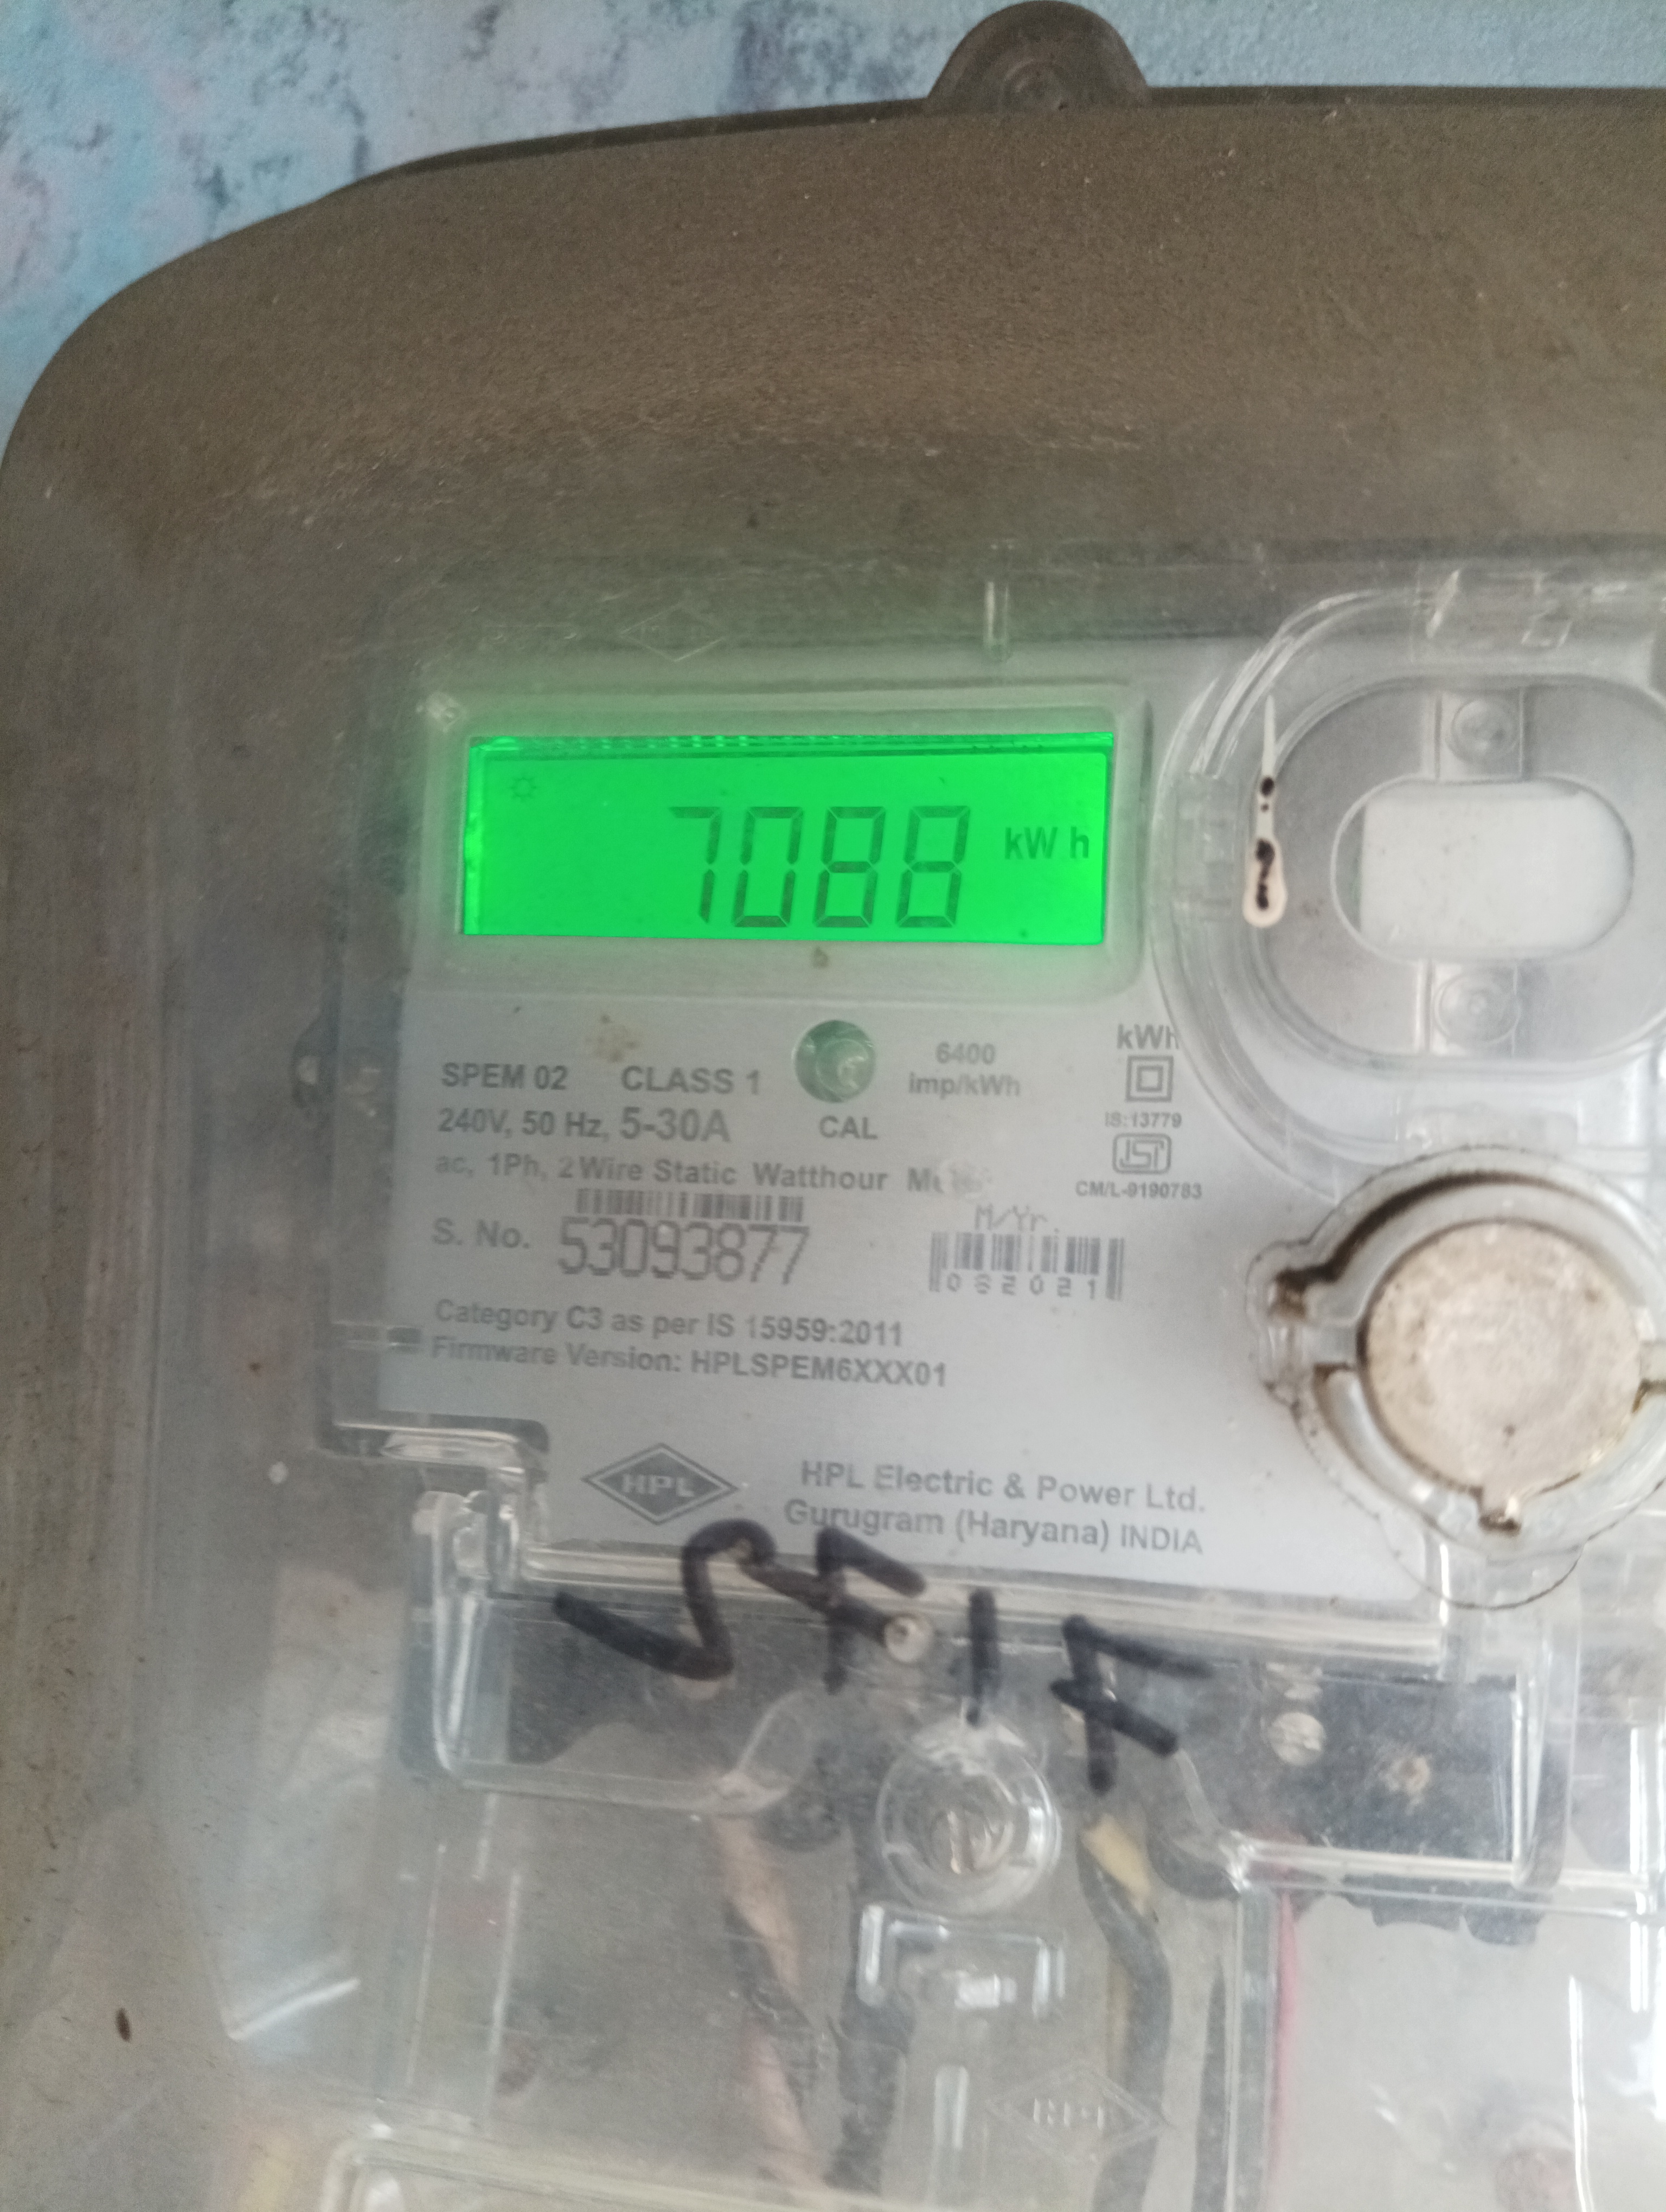 7088 kWh
SPEM 02 CLASS 1
240V, 50 Hz, 5-30A
CAL
6400
imp/kWh
kWh
IS:13779
ISI
CM/L-9190783
ac, 1Ph, 2 Wire Static Watthour
S. No. 53093877
M/Yr.
082021
Category C3 as per IS 15959:2011
Firmware Version: HPLSPEM6XXX01
HPL
HPL Electric & Power Ltd.
Gurugram (Haryana) INDIA
HPL